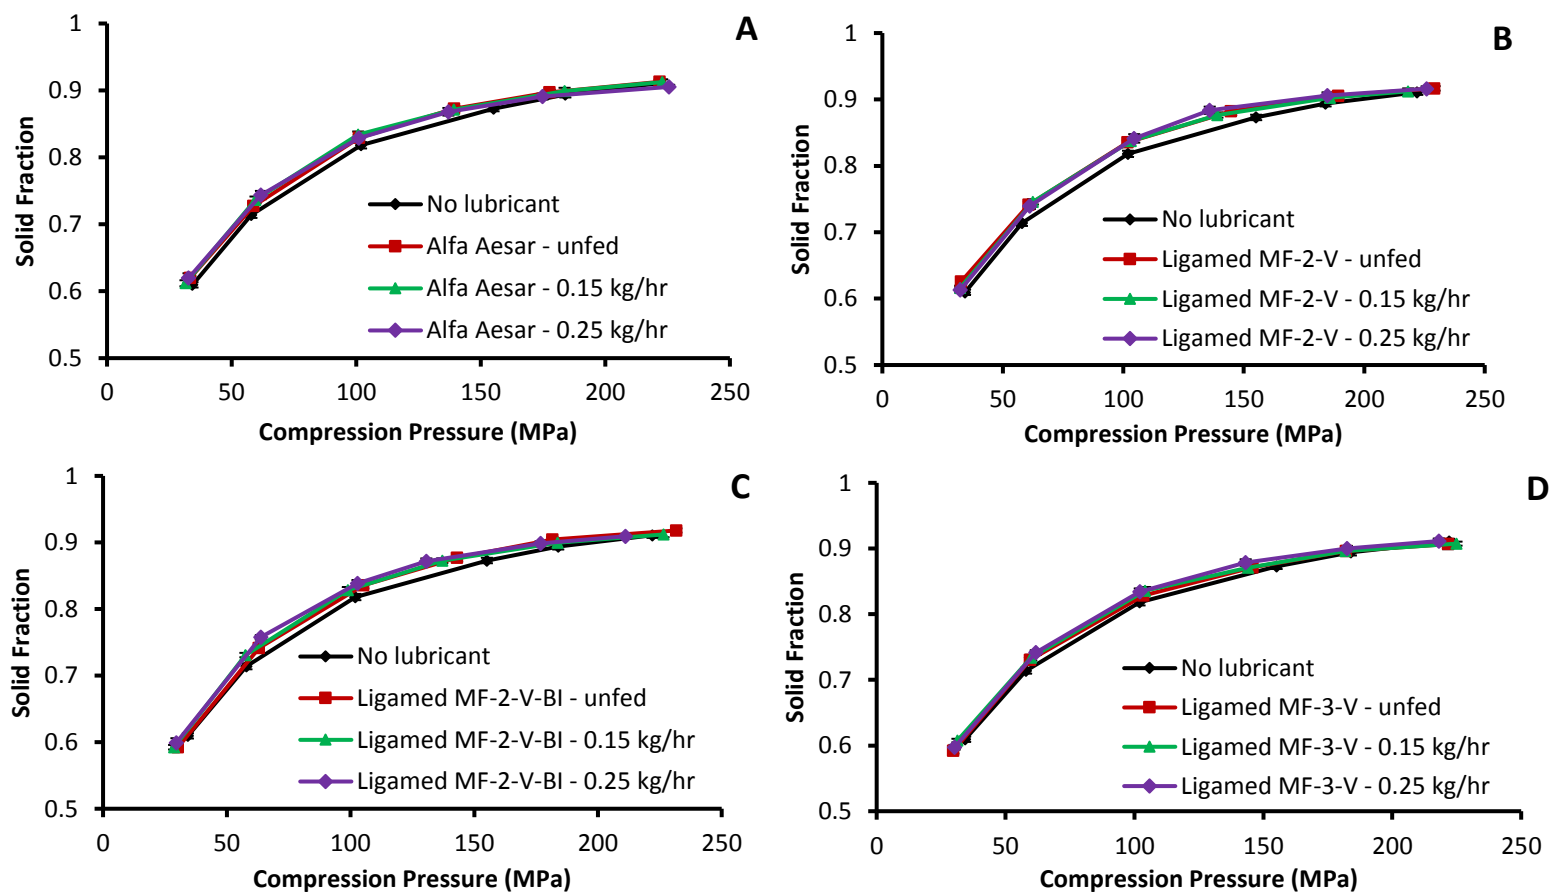 A
1
0.9
0.8
0.7
0.6
0.5
Solid Fraction
No lubricant
Alfa Aesar - unfed
Alfa Aesar - 0.15 kg/hr
Alfa Aesar - 0.25 kg/hr
0 50 100 150 200 250
Compression Pressure (MPa)
B
1
0.9
0.8
0.7
0.6
0.5
Solid Fraction
No lubricant
Ligamed MF-2-V - unfed
Ligamed MF-2-V - 0.15 kg/hr
Ligamed MF-2-V - 0.25 kg/hr
0 50 100 150 200 250
Compression Pressure (MPa)
C
1
0.9
0.8
0.7
0.6
0.5
Solid Fraction
No lubricant
Ligamed MF-2-V-BI - unfed
Ligamed MF-2-V-BI - 0.15 kg/hr
Ligamed MF-2-V-BI - 0.25 kg/hr
0 50 100 150 200 250
Compression Pressure (MPa)
D
1
0.9
0.8
0.7
0.6
0.5
Solid Fraction
No lubricant
Ligamed MF-3-V - unfed
Ligamed MF-3-V - 0.15 kg/hr
Ligamed MF-3-V - 0.25 kg/hr
0 50 100 150 200 250
Compression Pressure (MPa)